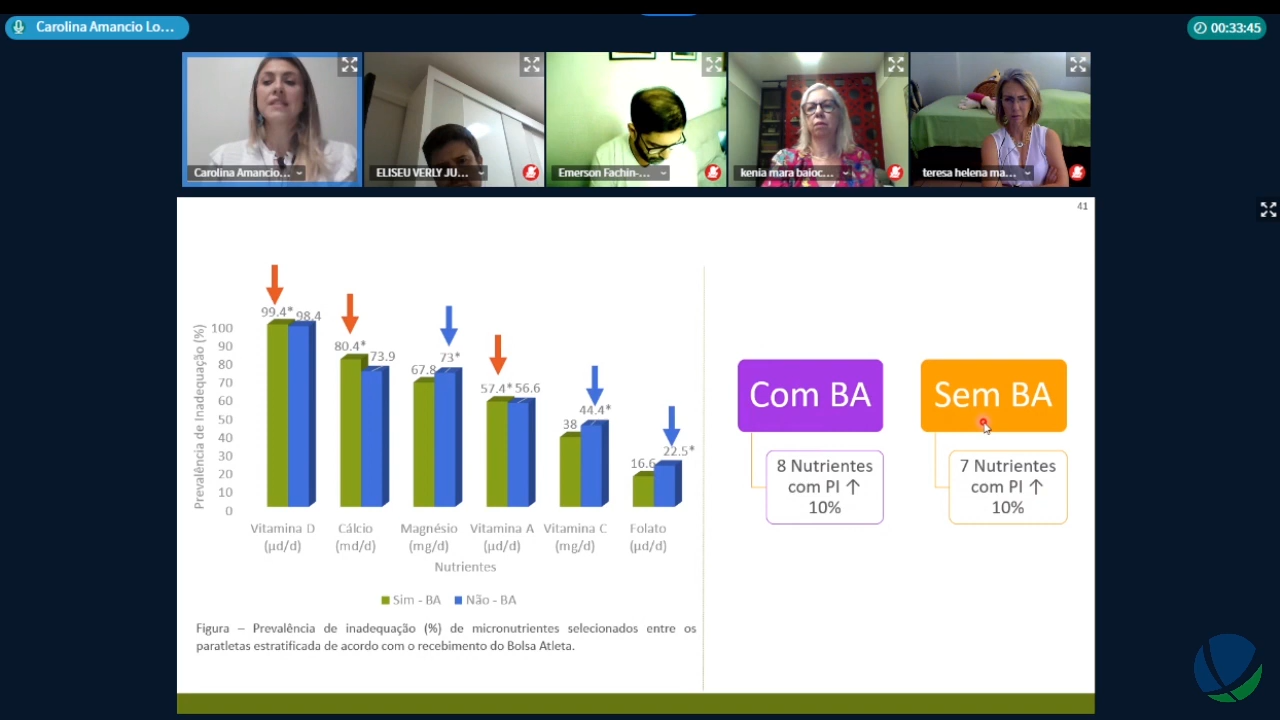 Carolina Amancio Lo...
00:33:45
Carolina Amancio...
ELISEU VERLY JU...
Emerson Fachin-...
kenia mara baioc...
teresa helena ma...
41
99.4* 98.4
80.4* 73.9
67.8 73*
57.4* 56.6
38 44.4*
16.6 22.5*
Prevalência de Inadequação (%)
100
90
80
70
60
50
40
30
20
10
0
Vitamina D (µd/d)
Cálcio (md/d)
Magnésio (mg/d)
Vitamina A (µd/d)
Vitamina C (mg/d)
Folato (µd/d)
Nutrientes
Sim - BA Não - BA
Figura – Prevalência de inadequação (%) de micronutrientes selecionados entre os
paratletas estratificada de acordo com o recebimento do Bolsa Atleta.
Com BA
8 Nutrientes
com PI ↑
10%
Sem BA
7 Nutrientes
com PI ↑
10%